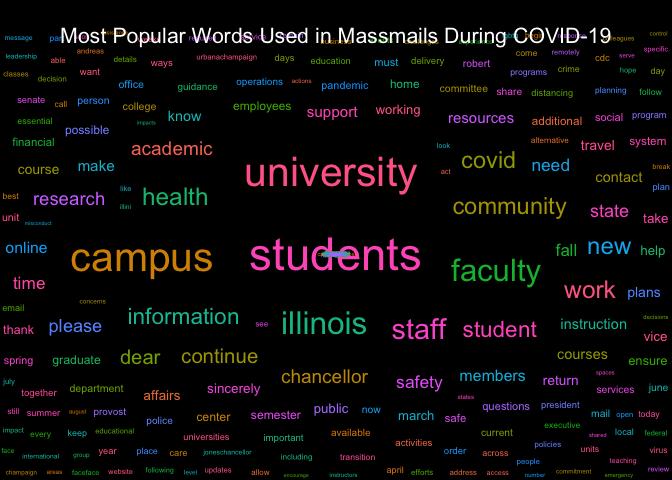 Most Popular Words Used in Massmails During COVID-19
message
control
leadership
andreas
able
details
ways
urbanachampaign
days
education
must
delivery
robert
come
remotely
cdc
serve
specific
classes
decision
want
office
guidance
operations
actions
pandemic
home
committee
programs
crime
share
distancing
hope
day
planning
follow
senate
call
person
college
know
employees
support
working
resources
additional
social
program
essential
impacts
financial
possible
academic
university
look
act
covid
need
alternative
travel
system
contact
break
plan
course
make
best
research
like
illini
health
community
state
take
unit
misconduct
online
campus
students
faculty
fall
new
help
time
work
plans
email
concerns
thank
please
information
see
illinois
staff
student
instruction
decisions
vice
spring
graduate
dear
continue
courses
ensure
july
together
department
affairs
sincerely
chancellor
safety
members
return
spaces
services
june
states
still
summer
august
provost
police
center
semester
public
now
march
safe
questions
president
mail
open
today
impact
every
keep
educational
universities
important
available
activities
current
executive
shared
local
federal
face
international
group
year
place
care
joneschancellor
including
transition
order
across
policies
units
virus
people
teaching
champaign
areas
faceface
website
following
level
updates
allow
encourage
instructors
april
efforts
address
access
number
commitment
emergency
review